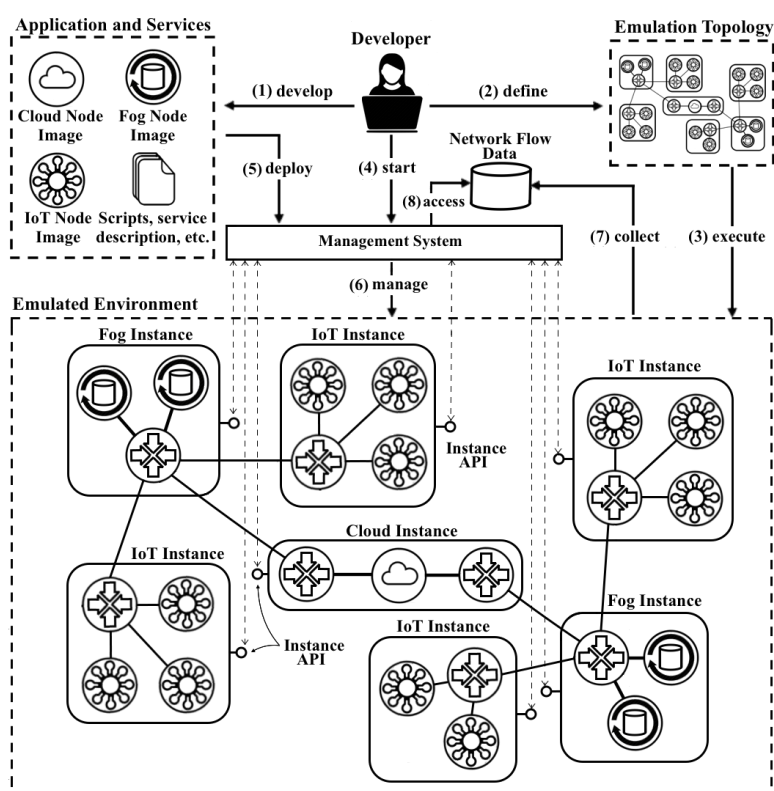 Application and Services
Developer
Emulation Topology
Cloud Node
Image
Fog Node
Image
IoT Node
Image
Scripts, service
description, etc.
(1) develop
(2) define
(5) deploy
(4) start
Network Flow
Data
(8) access
(7) collect
(3) execute
Management System
(6) manage
Emulated Environment
Fog Instance
IoT Instance
IoT Instance
Instance
API
Cloud Instance
IoT Instance
Instance
API
IoT Instance
Fog Instance